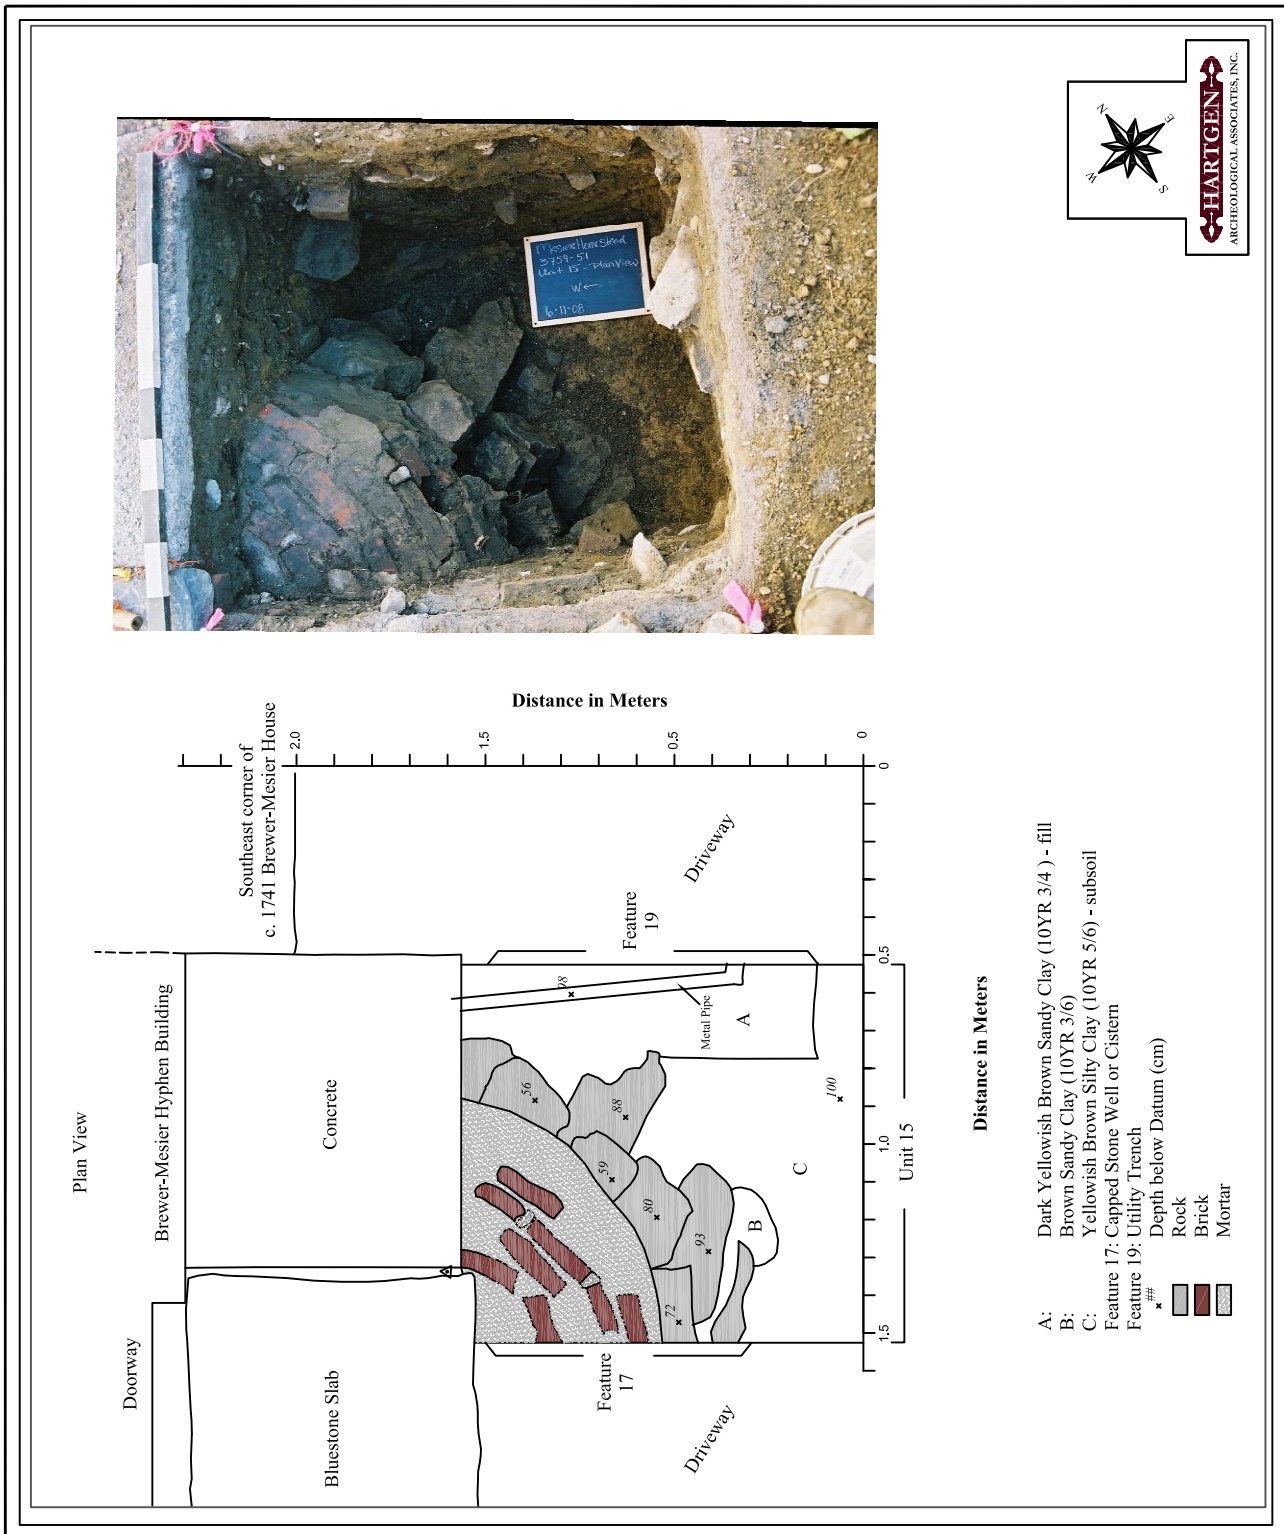 Plan View
Doorway
Brewer-Mesier Hyphen Building
Southeast corner of
c. 1741 Brewer-Mesier House
Bluestone Slab
Concrete
2.0
1.5
0.5
0
Distance in Meters
Feature
17
Feature
19
Driveway
Driveway
98
56
88
59
80
93
72
100
Metal Pipe
A
B
C
1.5
1.0
0.5
0
Unit 15
Distance in Meters
A: Dark Yellowish Brown Sandy Clay (10YR 3/4 ) - fill
B: Brown Sandy Clay (10YR 3/6)
C: Yellowish Brown Silty Clay (10YR 5/6) - subsoil
Feature 17: Capped Stone Well or Cistern
Feature 19: Utility Trench
## Depth below Datum (cm)
Rock
Brick
Mortar
Mesier Homestead
3759-51
Unit 15 - Plan View
W ←
6-11-08
N
E
S
W
HARTGEN
ARCHEOLOGICAL ASSOCIATES, INC.